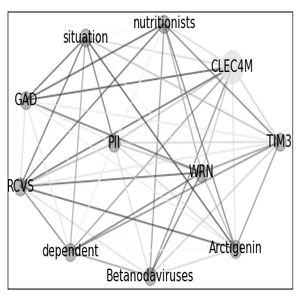 nutritionists
situation
CLEC4M
GAD
PII
TIM3
WRN
RCVS
dependent
Arctigenin
Betanodaviruses